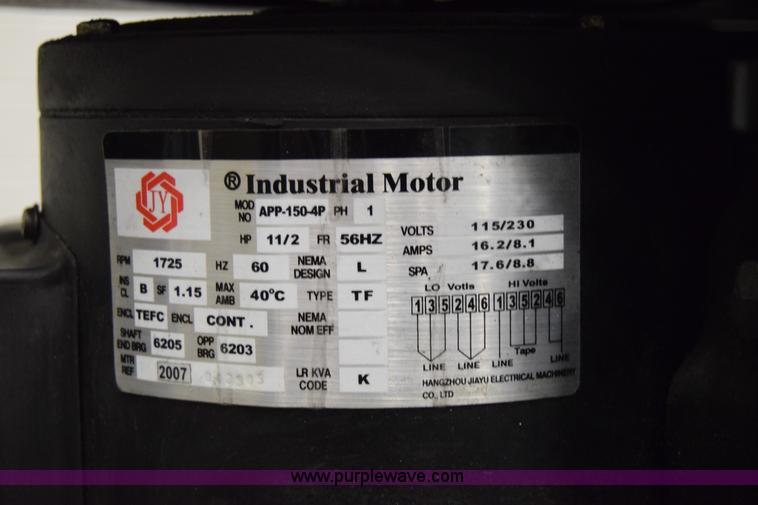 JY
® Industrial Motor
MOD NO APP-150-4P PH 1
HP 11/2 FR 56HZ
RPM 1725 HZ 60 NEMA DESIGN L
INS CL B SF 1.15 MAX AMB 40°C TYPE TF
ENCL TEFC ENCL CONT. NEMA NOM EFF
SHAFT END BRG 6205 OPP BRG 6203
MTR REF 2007 LR KVA CODE K
VOLTS 115/230
AMPS 16.2/8.1
SPA 17.6/8.8
LO Votls HI Volts
1 3 5 2 4 6 1 3 5 2 4 6
Tape
LINE LINE LINE LINE
HANGZHOU JIAYU ELECTRICAL MACHINERY
CO., LTD
www.purplewave.com